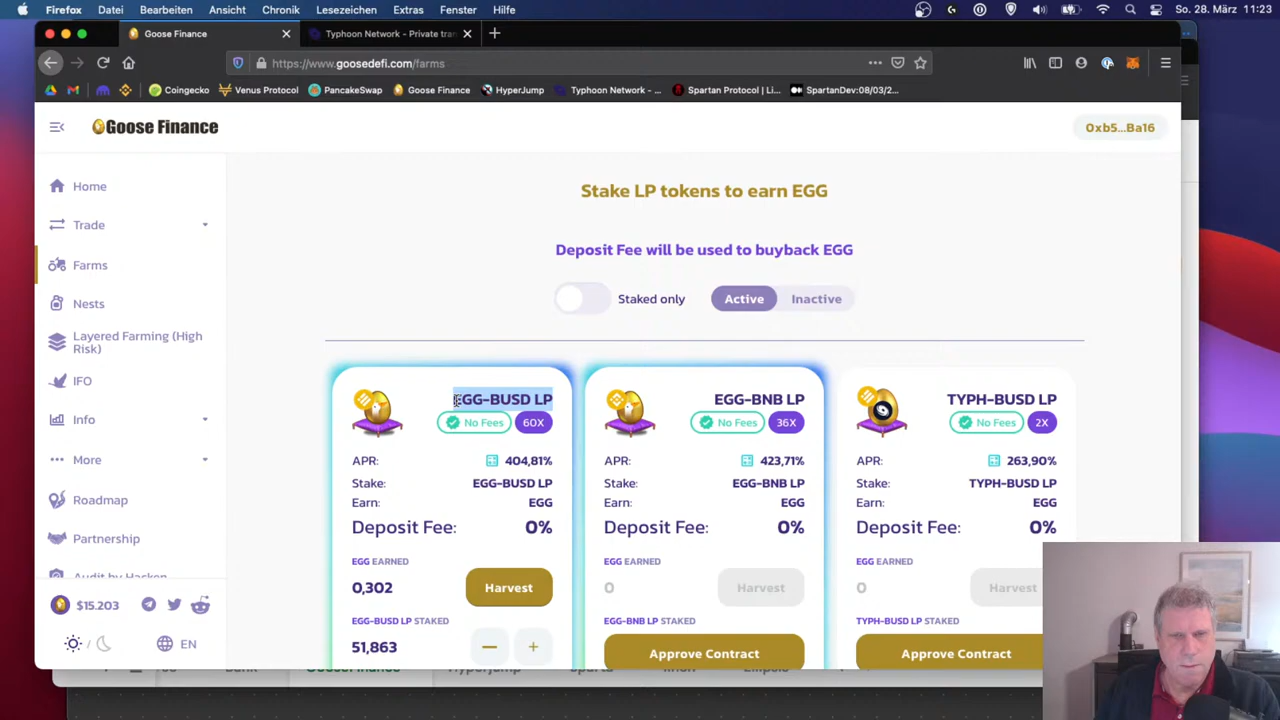 Firefox Datei Bearbeiten Ansicht Chronik Lesezeichen Extras Fenster Hilfe So. 28. März 11:23
Goose Finance
Typhoon Network - Private tran
https://www.goosedefi.org/farms
Coingecko Venus Protocol PancakeSwap Goose Finance HyperJump Typhoon Network - ... Spartan Protocol | Li... SpartanDev:08/03/2...
Goose Finance
0xb5...Ba16
Home
Trade
Farms
Nests
Layered Farming (High
Risk)
IFO
Info
More
Roadmap
Partnership
Audit by Hacken
$15.203
EN
Stake LP tokens to earn EGG
Deposit Fee will be used to buyback EGG
Staked only
Active Inactive
EGG-BUSD LP
No Fees 60X
APR: 404,81%
Stake: EGG-BUSD LP
Earn: EGG
Deposit Fee: 0%
EGG EARNED
0,302 Harvest
EGG-BUSD LP STAKED
51,863 − +
EGG-BNB LP
No Fees 36X
APR: 423,71%
Stake: EGG-BNB LP
Earn: EGG
Deposit Fee: 0%
EGG EARNED
0 Harvest
EGG-BNB LP STAKED
Approve Contract
TYPH-BUSD LP
No Fees 2X
APR: 263,90%
Stake: TYPH-BUSD LP
Earn: EGG
Deposit Fee: 0%
EGG EARNED
0 Harvest
TYPH-BUSD LP STAKED
Approve Contract